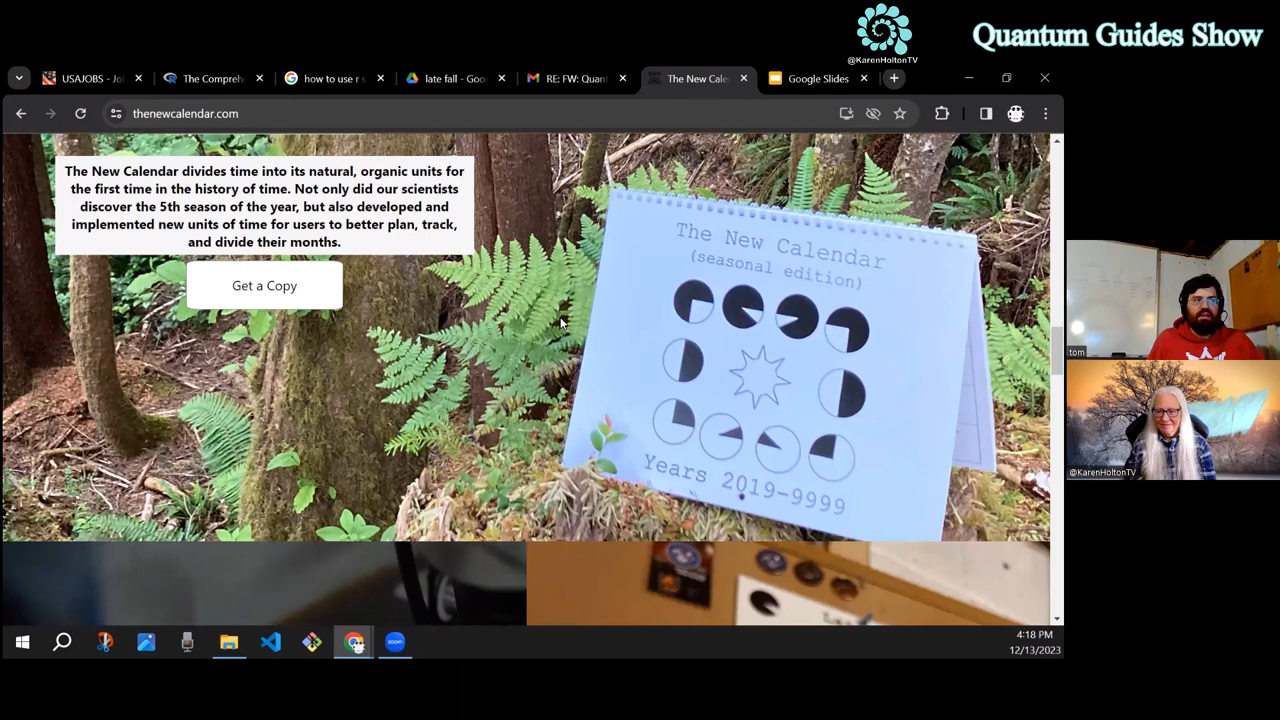 Quantum Guides Show
@KarenHoltonTV
USAJOBS - Jo
The Compreh
how to use r s
late fall - Goo
RE: FW: Quant
The New Cale
Google Slides
thenewcalendar.com
The New Calendar divides time into its natural, organic units for
the first time in the history of time. Not only did our scientists
discover the 5th season of the year, but also developed and
implemented new units of time for users to better plan, track,
and divide their months.
Get a Copy
The New Calendar
(seasonal edition)
Years 2019-9999
tom
@KarenHoltonTV
zoom
4:18 PM
12/13/2023